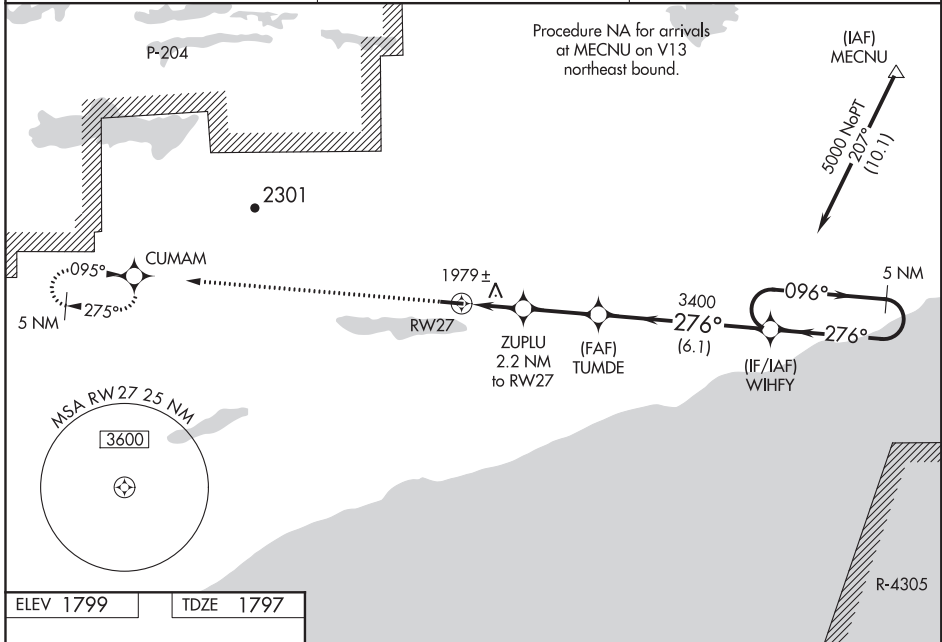 P-204
Procedure NA for arrivals
at MECNU on V13
northeast bound.
(IAF)
MECNU
5000 NoPT
207°
(10.1)
2301
CUMAM
095°
275°
5 NM
1979 ±
RW27
ZUPLU
2.2 NM
to RW27
(FAF)
TUMDE
3400
276°
(6.1)
096°
276°
5 NM
(IF/IAF)
WIHFY
MSA RW27 25 NM
3600
R-4305
ELEV 1799
TDZE 1797